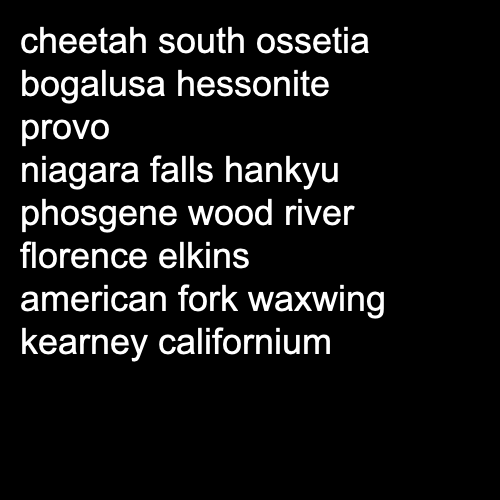 cheetah south ossetia
bogalusa hessonite
provo
niagara falls hankyu
phosgene wood river
florence elkins
american fork waxwing
kearney californium